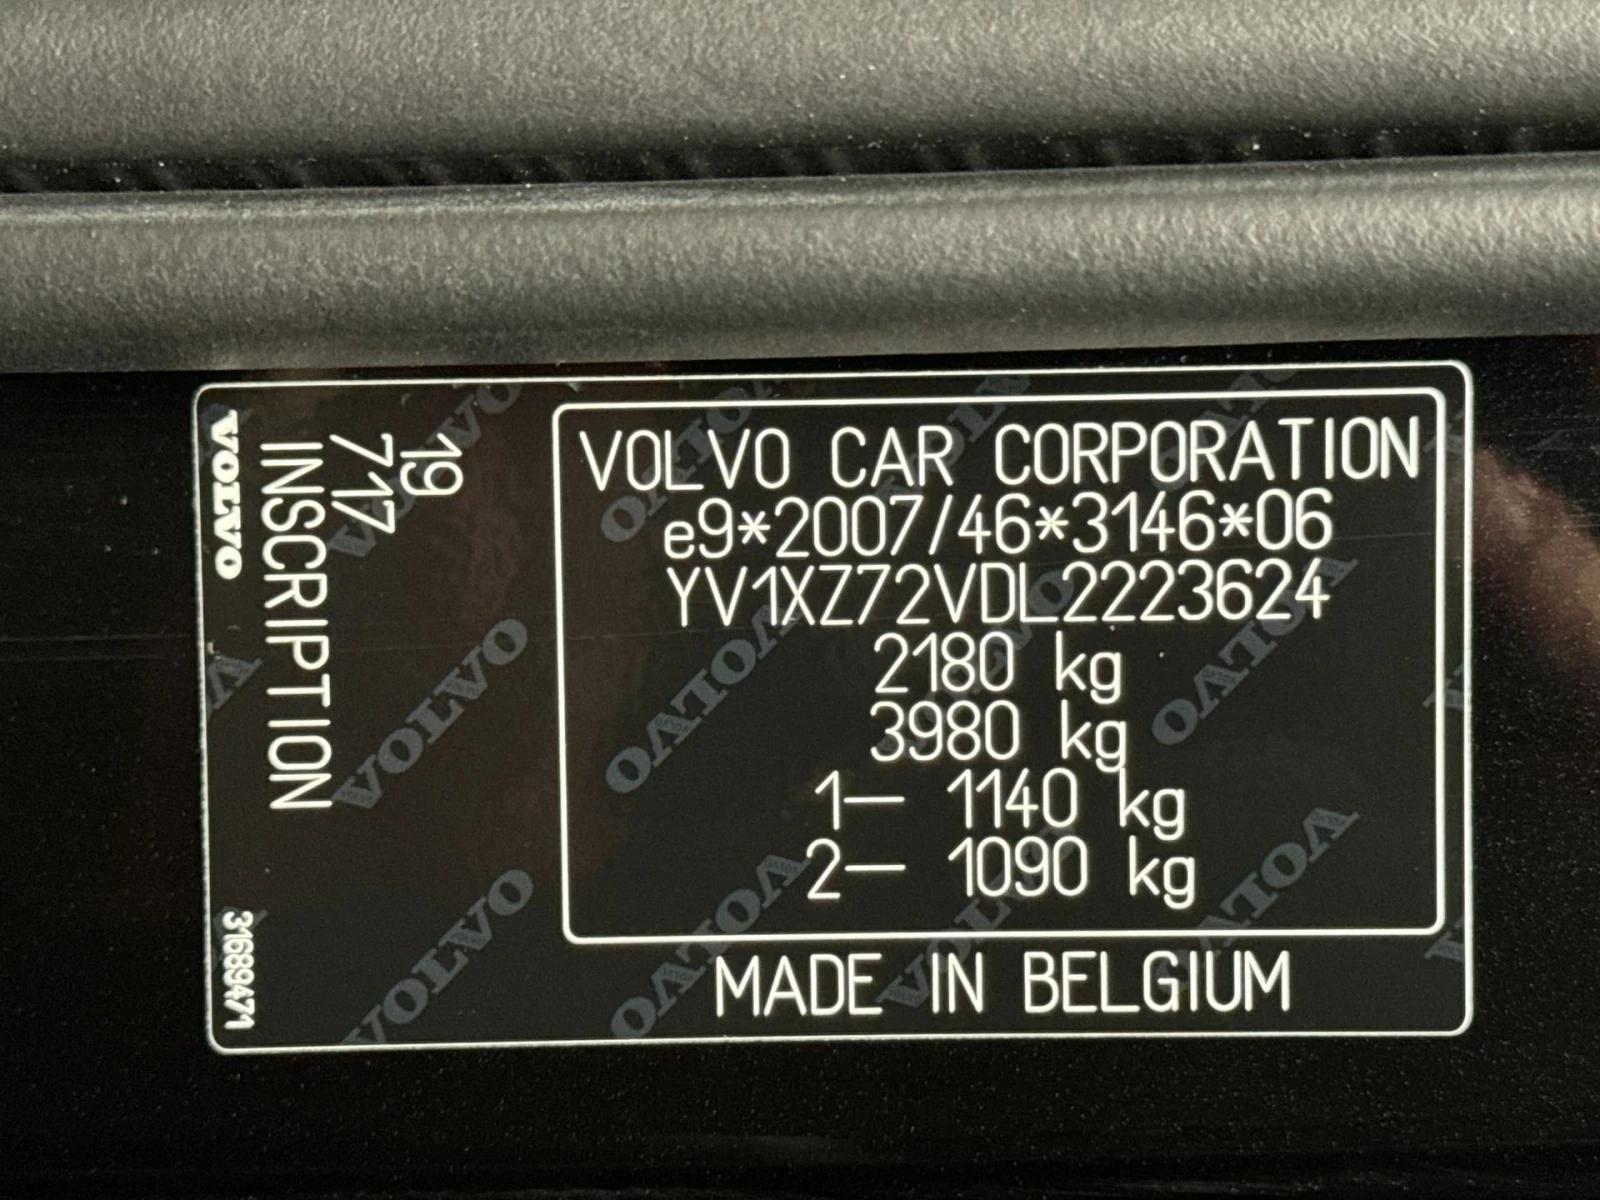 VOLVO
INSCRIPTION
717
19
31689471
VOLVO CAR CORPORATION
e9*2007/46*3146*06
YV1XZ72VDL2223624
2180 kg
3980 kg
1— 1140 kg
2— 1090 kg
MADE IN BELGIUM